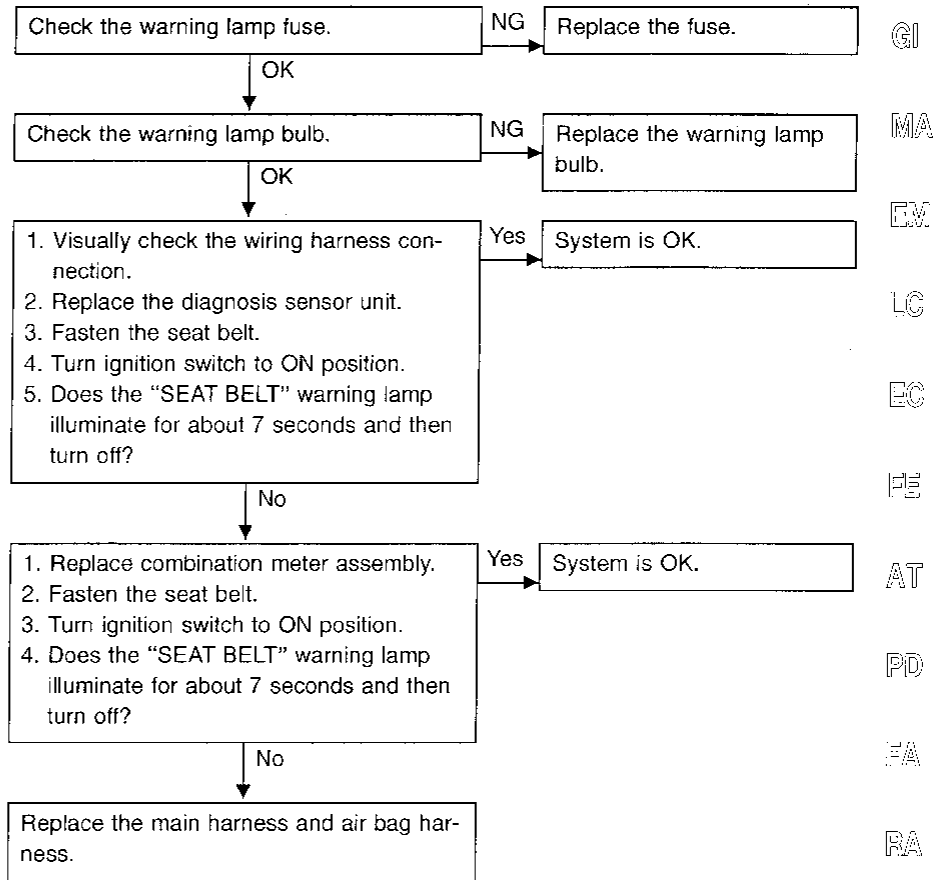 Check the warning lamp fuse.
NG
Replace the fuse.
OK
Check the warning lamp bulb.
NG
Replace the warning lamp
bulb.
OK
1. Visually check the wiring harness con-
nection.
2. Replace the diagnosis sensor unit.
3. Fasten the seat belt.
4. Turn ignition switch to ON position.
5. Does the “SEAT BELT” warning lamp
illuminate for about 7 seconds and then
turn off?
Yes
System is OK.
No
1. Replace combination meter assembly.
2. Fasten the seat belt.
3. Turn ignition switch to ON position.
4. Does the “SEAT BELT” warning lamp
illuminate for about 7 seconds and then
turn off?
Yes
System is OK.
No
Replace the main harness and air bag har-
ness.
GI
MA
EM
LC
EC
FE
AT
PD
FA
RA